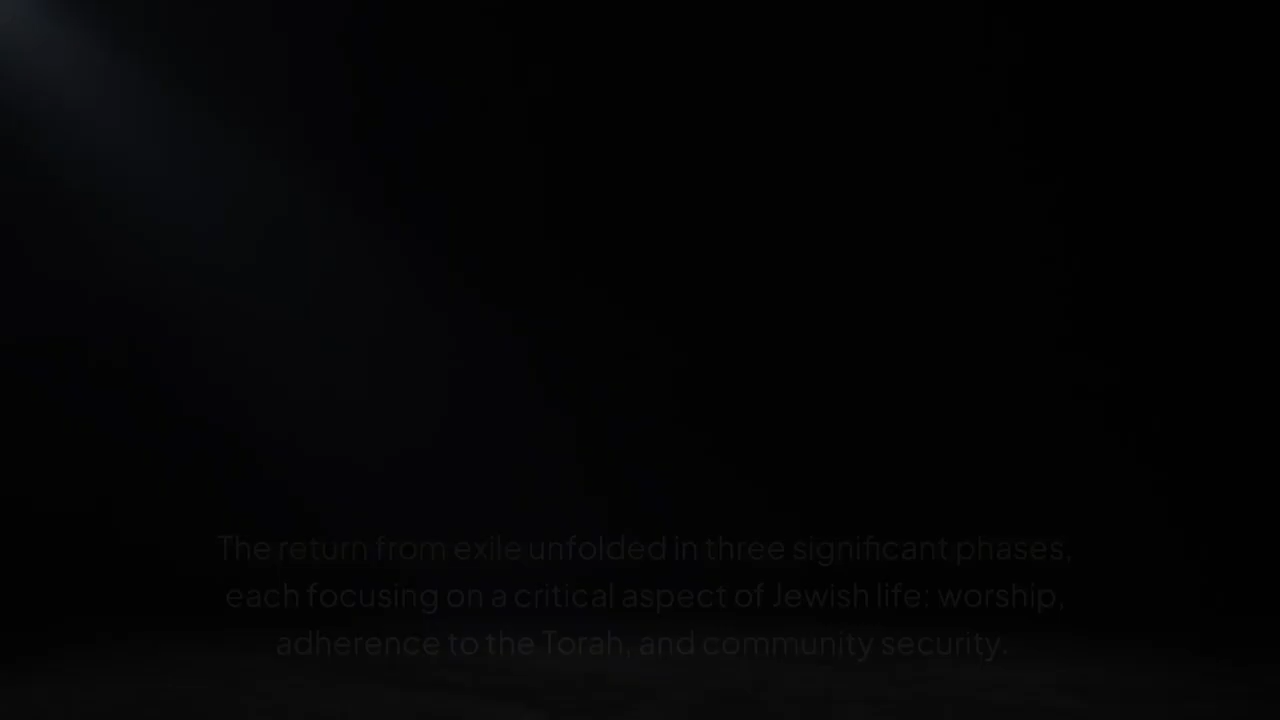 The return from exile unfolded in three significant phases,
each focusing on a critical aspect of Jewish life: worship,
adherence to the Torah, and community security.